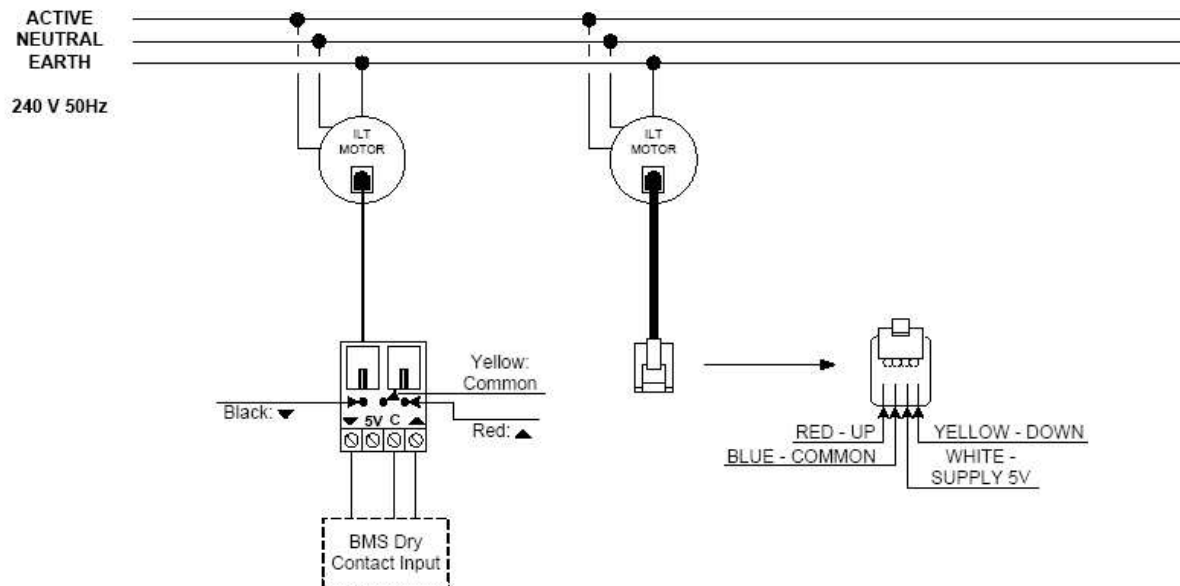 ACTIVE
NEUTRAL
EARTH
240 V 50Hz
ILT
MOTOR
ILT
MOTOR
Yellow:
Common
Black: ▼
Red: ▲
▼ 5V C ▲
BMS Dry
Contact Input
RED - UP
YELLOW - DOWN
BLUE - COMMON
WHITE -
SUPPLY 5V